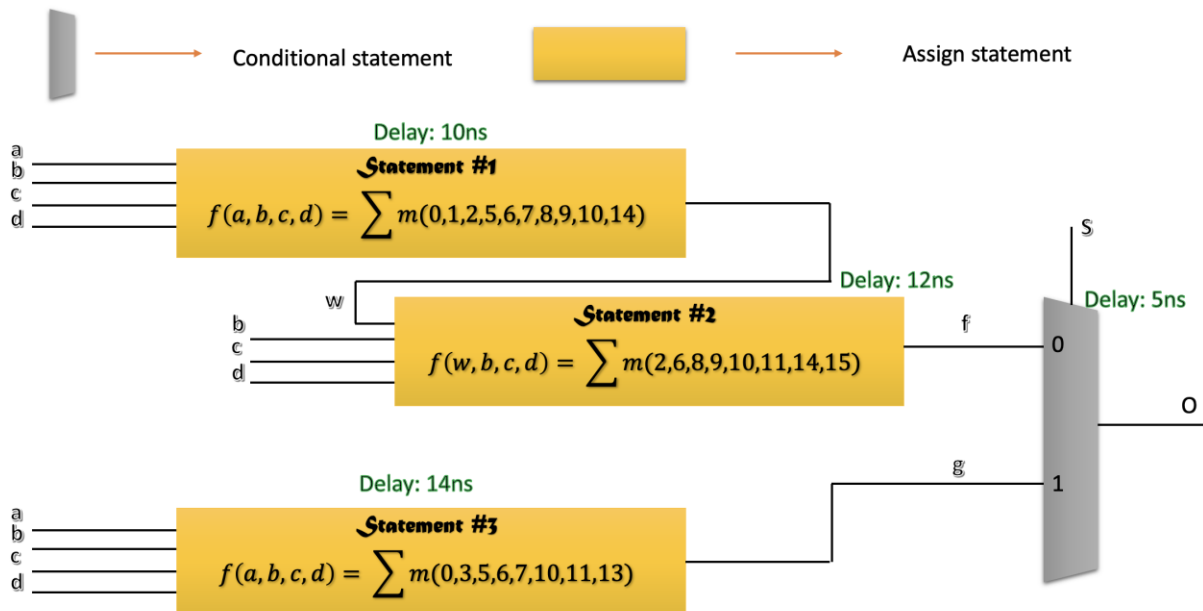 Conditional statement
Assign statement
Delay: 10ns
a
b
c
d
Statement #1
f(a, b, c, d) = ∑ m(0,1,2,5,6,7,8,9,10,14)
w
Delay: 12ns
b
c
d
Statement #2
f(w, b, c, d) = ∑ m(2,6,8,9,10,11,14,15)
f
S
Delay: 5ns
0
O
g
1
Delay: 14ns
a
b
c
d
Statement #3
f(a, b, c, d) = ∑ m(0,3,5,6,7,10,11,13)